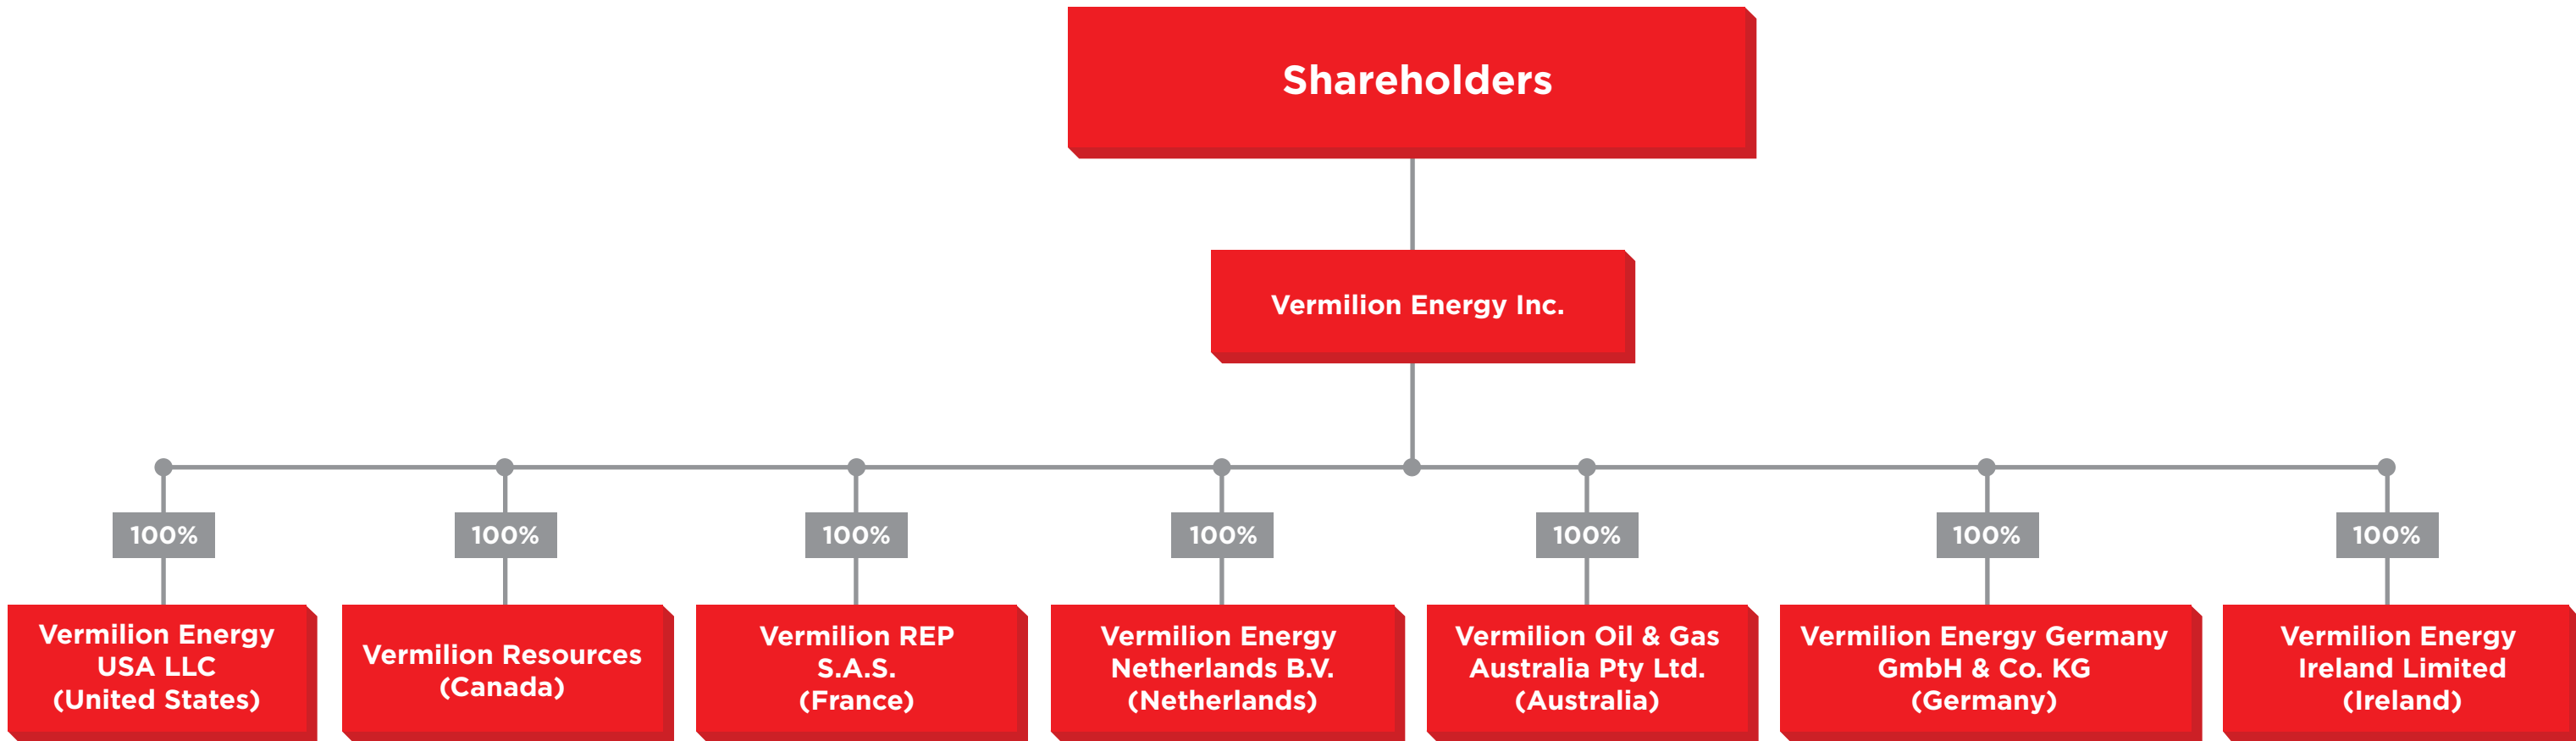 Shareholders
Vermilion Energy Inc.
100%
100%
100%
100%
100%
100%
100%
Vermilion Energy
USA LLC
(United States)
Vermilion Resources
(Canada)
Vermilion REP
S.A.S.
(France)
Vermilion Energy
Netherlands B.V.
(Netherlands)
Vermilion Oil & Gas
Australia Pty Ltd.
(Australia)
Vermilion Energy Germany
GmbH & Co. KG
(Germany)
Vermilion Energy
Ireland Limited
(Ireland)